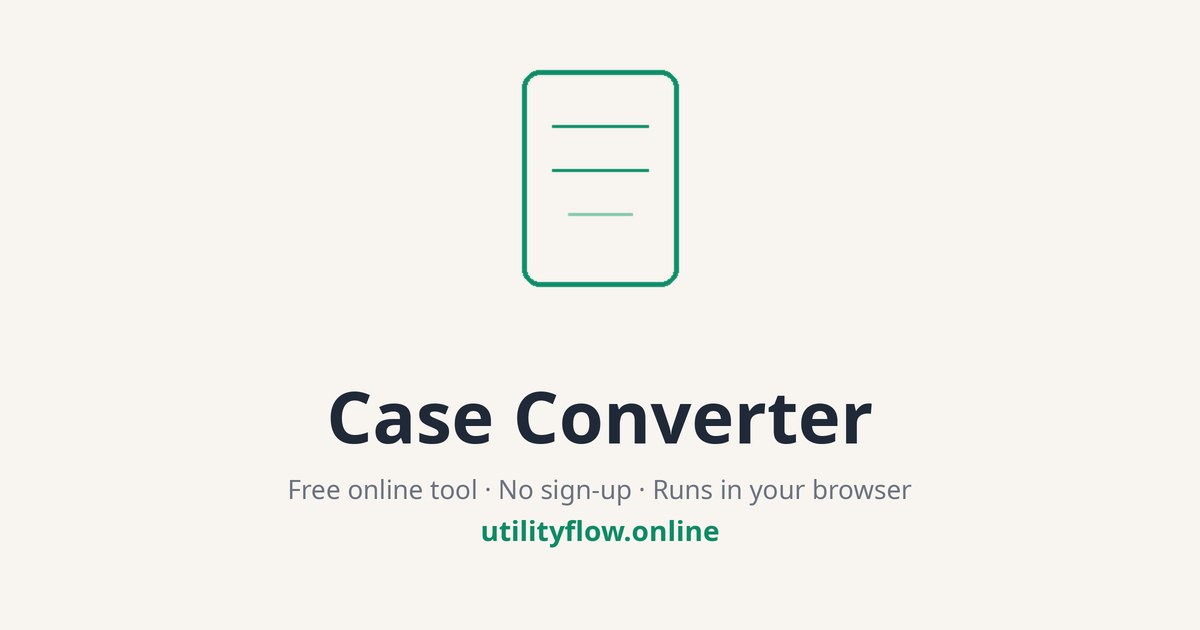 Case Converter
Free online tool · No sign-up · Runs in your browser
utilityflow.online